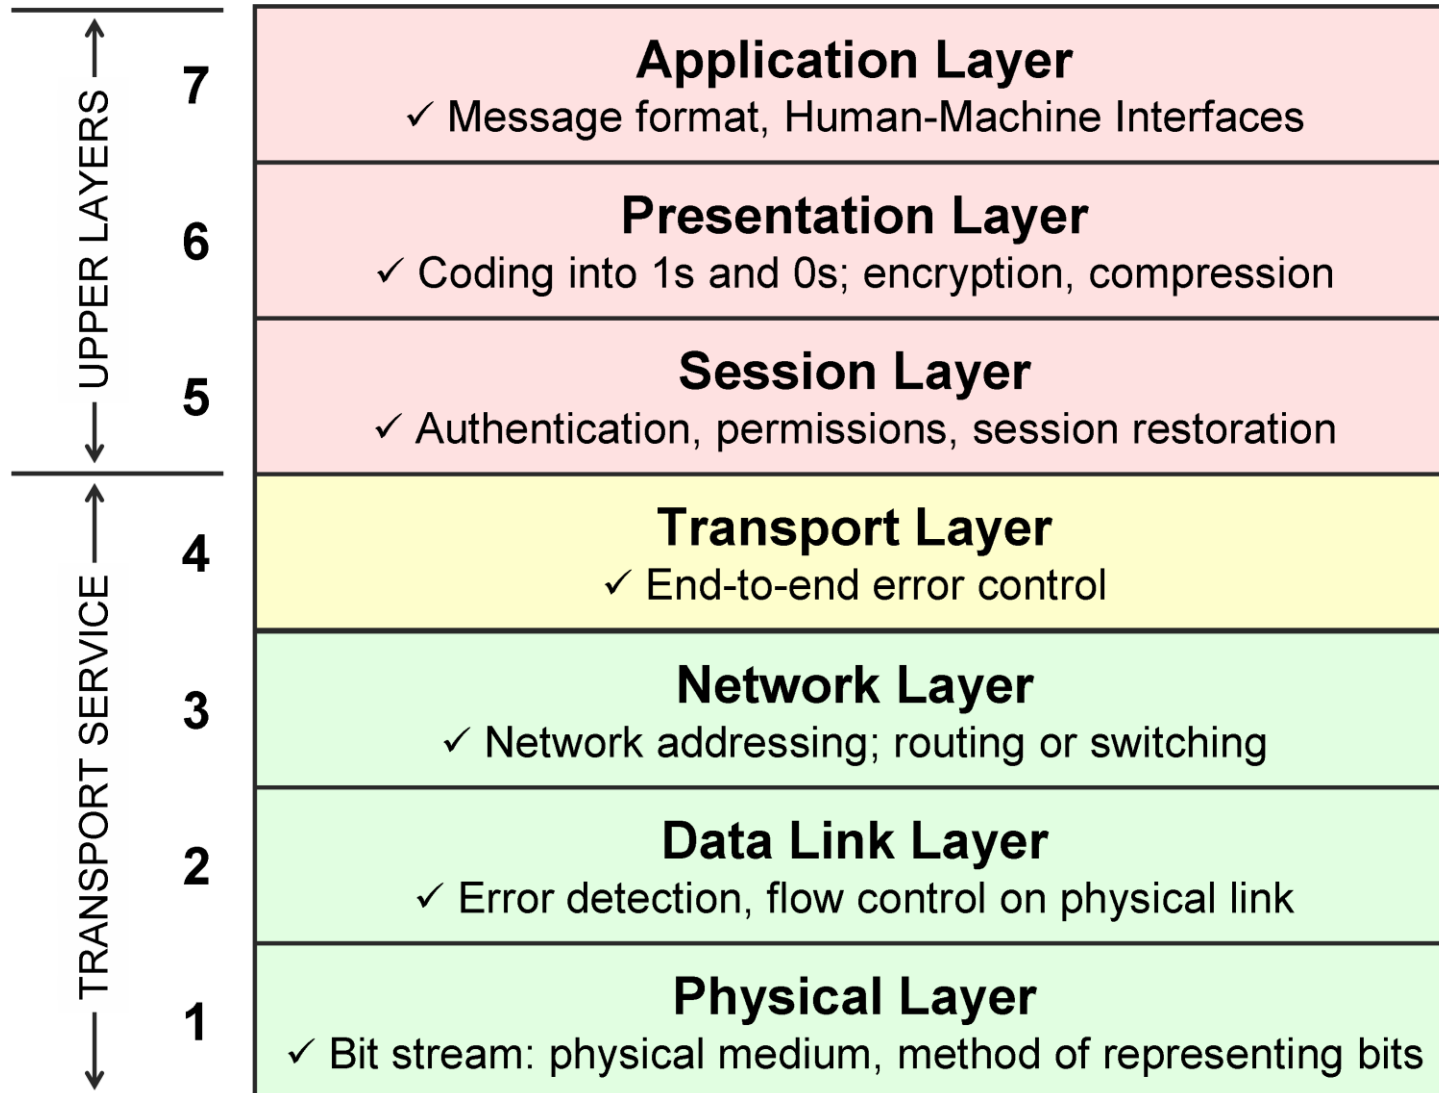 UPPER LAYERS
7
Application Layer
✓ Message format, Human-Machine Interfaces
6
Presentation Layer
✓ Coding into 1s and 0s; encryption, compression
5
Session Layer
✓ Authentication, permissions, session restoration
TRANSPORT SERVICE
4
Transport Layer
✓ End-to-end error control
3
Network Layer
✓ Network addressing; routing or switching
2
Data Link Layer
✓ Error detection, flow control on physical link
1
Physical Layer
✓ Bit stream: physical medium, method of representing bits